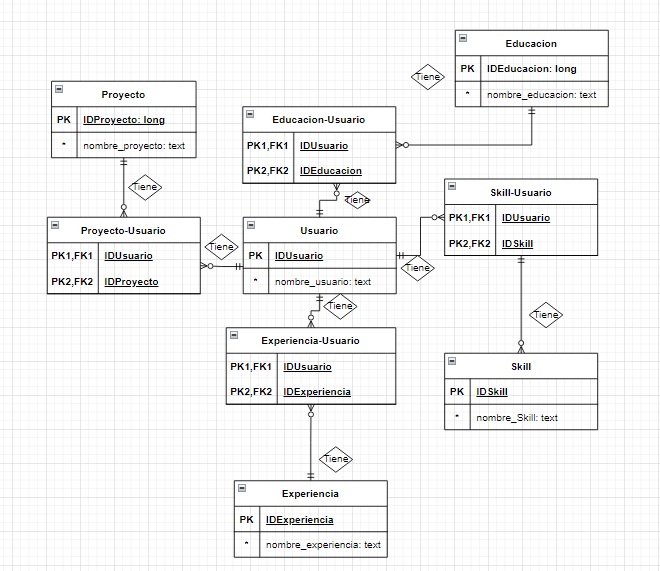 Educacion
PK IDEducacion: long
* nombre_educacion: text
Tiene
Proyecto
PK IDProyecto: long
* nombre_proyecto: text
Educacion-Usuario
PK1,FK1 IDUsuario
PK2,FK2 IDEducacion
Tiene
Tiene
Skill-Usuario
PK1,FK1 IDUsuario
PK2,FK2 IDSkill
Proyecto-Usuario
PK1,FK1 IDUsuario
PK2,FK2 IDProyecto
Tiene
Usuario
PK IDUsuario
* nombre_usuario: text
Tiene
Tiene
Tiene
Experiencia-Usuario
PK1,FK1 IDUsuario
PK2,FK2 IDExperiencia
Skill
PK IDSkill
* nombre_Skill: text
Tiene
Experiencia
PK IDExperiencia
* nombre_experiencia: text